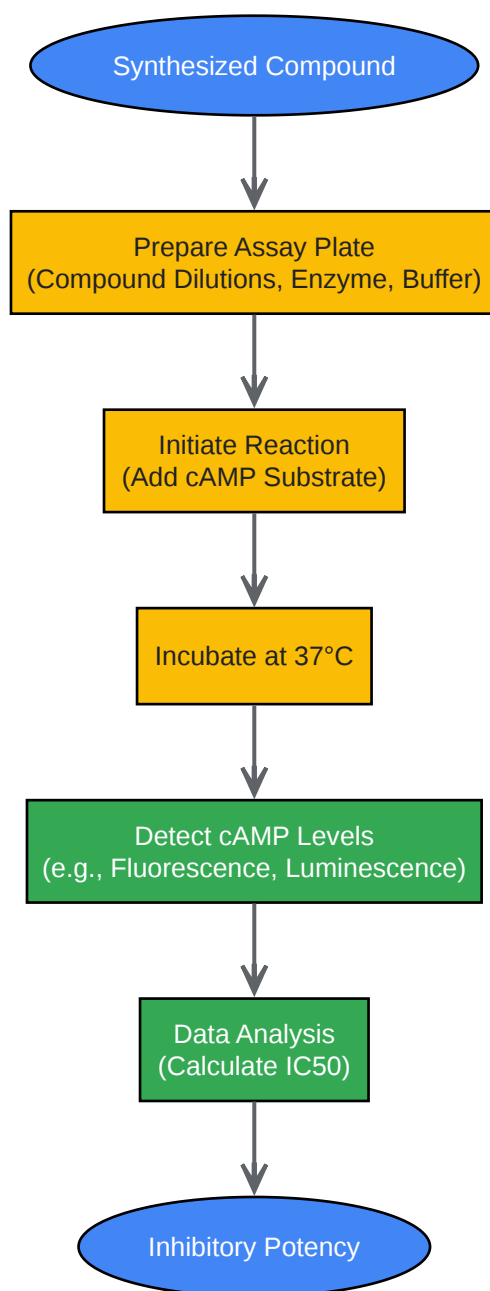 Synthesized Compound
Prepare Assay Plate
(Compound Dilutions, Enzyme, Buffer)
Initiate Reaction
(Add cAMP Substrate)
Incubate at 37°C
Detect cAMP Levels
(e.g., Fluorescence, Luminescence)
Data Analysis
(Calculate IC50)
Inhibitory Potency